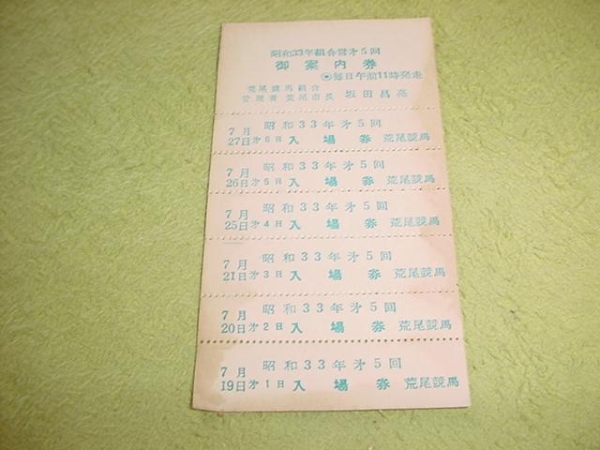 昭和33年組合営才5回
御案内券
◉毎日午前11時発走
荒尾競馬組合
管理者 荒尾市長 坂田昌亮
昭和33年才5回
7月27日才6日 入場券 荒尾競馬
昭和33年才5回
7月26日才5日 入場券 荒尾競馬
昭和33年才5回
7月25日才4日 入場券 荒尾競馬
昭和33年才5回
7月21日才3日 入場券 荒尾競馬
昭和33年才5回
7月20日才2日 入場券 荒尾競馬
昭和33年才5回
7月19日才1日 入場券 荒尾競馬